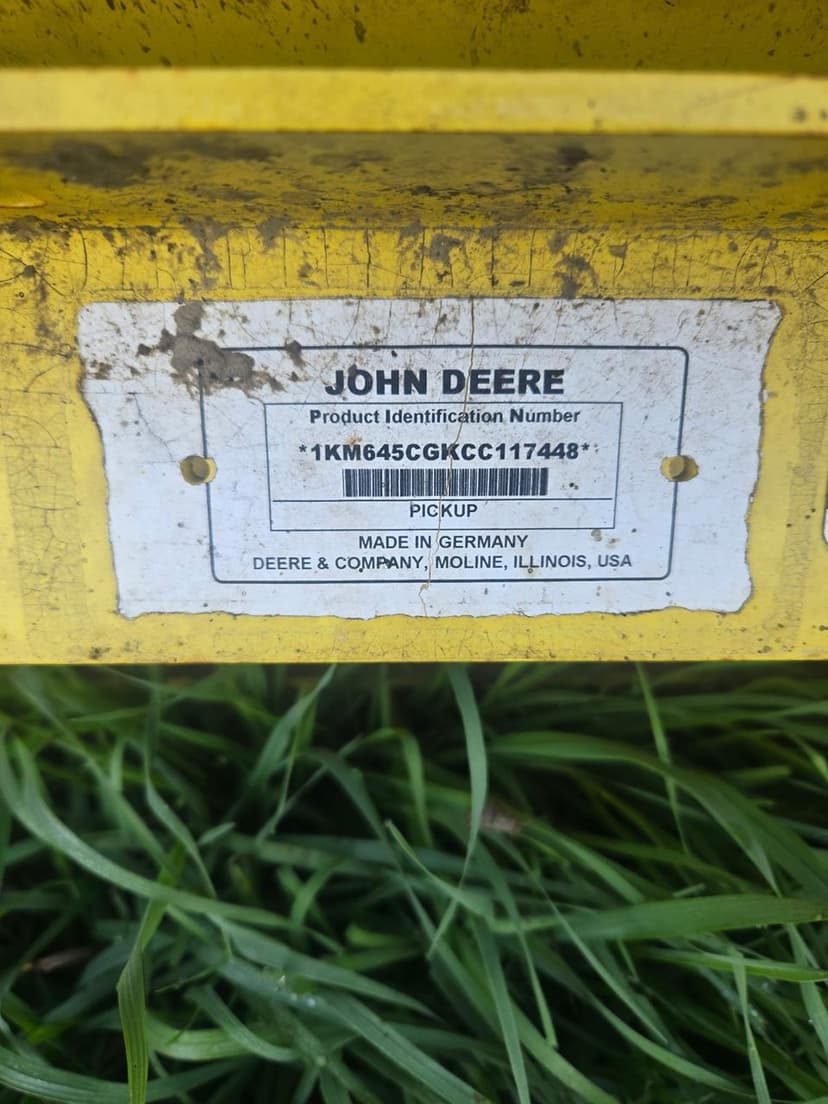 JOHN DEERE
Product Identification Number
*1KM645CGKCC117448*
PICKUP
MADE IN GERMANY
DEERE & COMPANY, MOLINE, ILLINOIS, USA